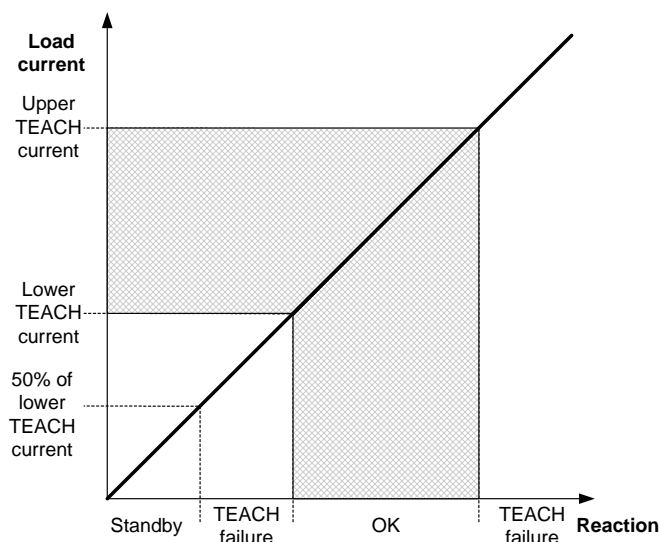 Load
current
Upper
TEACH
current
Lower
TEACH
current
50% of
lower
TEACH
current
Standby
TEACH
failure
OK
TEACH
failure
Reaction